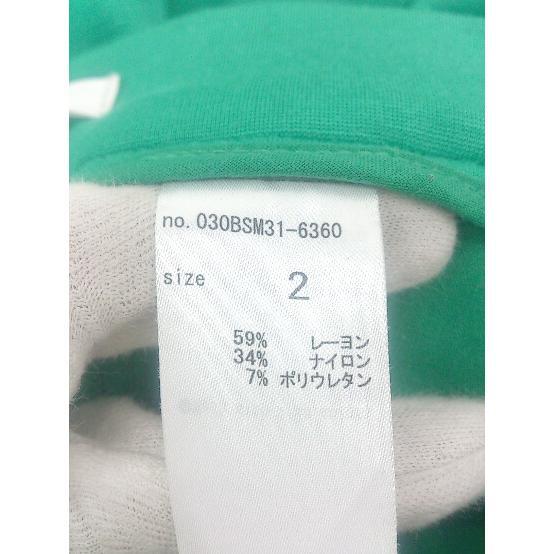 no. 030BSM31-6360
size 2
59% レーヨン
34% ナイロン
7% ポリウレタン